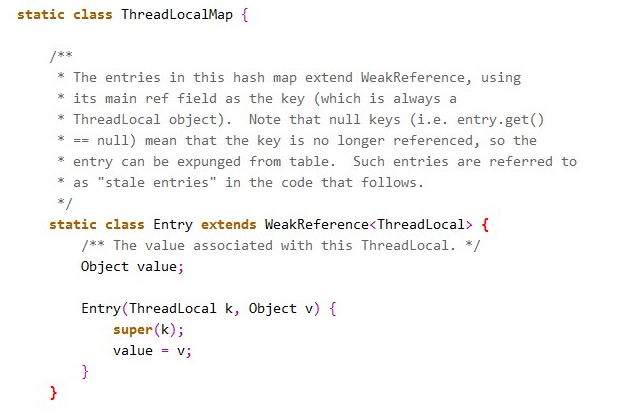 static class ThreadLocalMap {
/**
* The entries in this hash map extend WeakReference, using
* its main ref field as the key (which is always a
* ThreadLocal object).  Note that null keys (i.e. entry.get()
* == null) mean that the key is no longer referenced, so the
* entry can be expunged from table.  Such entries are referred to
* as "stale entries" in the code that follows.
*/
static class Entry extends WeakReference<ThreadLocal> {
/** The value associated with this ThreadLocal. */
Object value;
Entry(ThreadLocal k, Object v) {
super(k);
value = v;
}
}